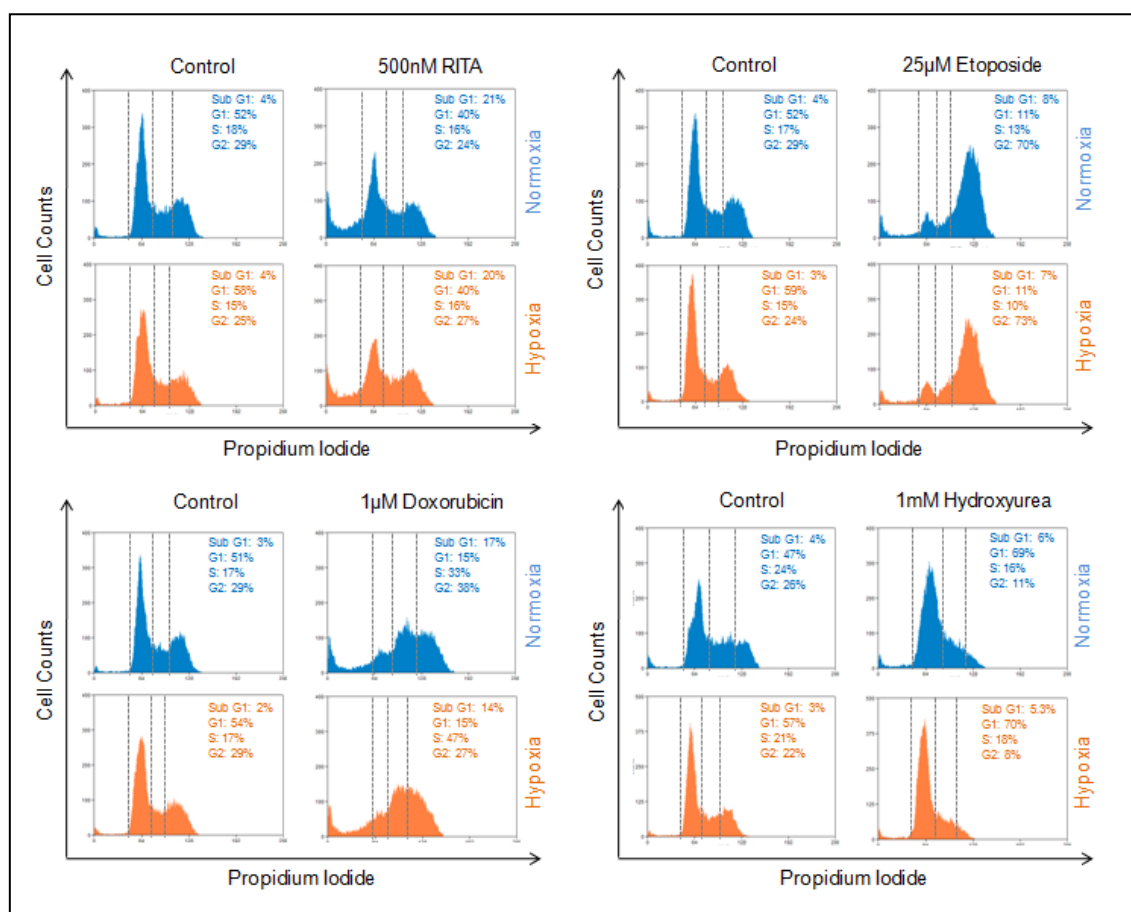 Control
500nM RITA
Sub G1: 4%
G1: 52%
S: 18%
G2: 29%
Sub G1: 21%
G1: 40%
S: 16%
G2: 24%
Normoxia
Sub G1: 4%
G1: 58%
S: 15%
G2: 25%
Sub G1: 20%
G1: 40%
S: 16%
G2: 27%
Hypoxia
Cell Counts
Propidium Iodide
Control
25µM Etoposide
Sub G1: 4%
G1: 52%
S: 17%
G2: 29%
Sub G1: 8%
G1: 11%
S: 13%
G2: 70%
Normoxia
Sub G1: 3%
G1: 59%
S: 15%
G2: 24%
Sub G1: 7%
G1: 11%
S: 10%
G2: 73%
Hypoxia
Cell Counts
Propidium Iodide
Control
1µM Doxorubicin
Sub G1: 3%
G1: 51%
S: 17%
G2: 29%
Sub G1: 17%
G1: 15%
S: 33%
G2: 38%
Normoxia
Sub G1: 2%
G1: 54%
S: 17%
G2: 29%
Sub G1: 14%
G1: 15%
S: 47%
G2: 27%
Hypoxia
Cell Counts
Propidium Iodide
Control
1mM Hydroxyurea
Sub G1: 4%
G1: 47%
S: 24%
G2: 26%
Sub G1: 6%
G1: 69%
S: 16%
G2: 11%
Normoxia
Sub G1: 3%
G1: 57%
S: 21%
G2: 22%
Sub G1: 5.3%
G1: 70%
S: 18%
G2: 8%
Hypoxia
Cell Counts
Propidium Iodide